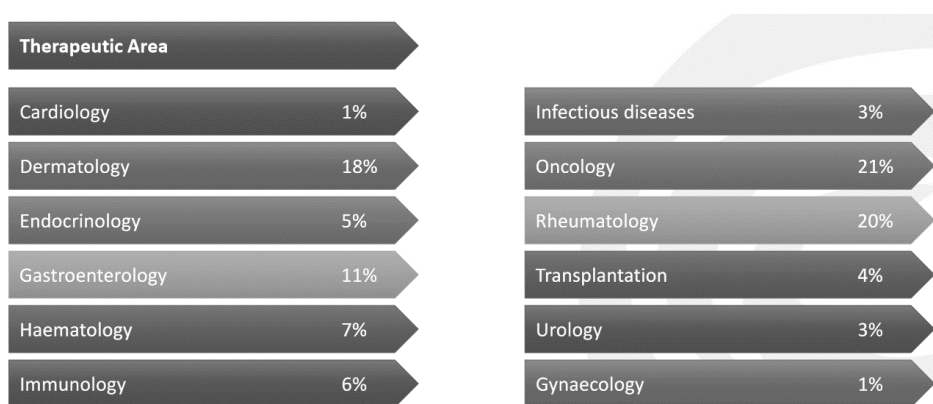 Therapeutic Area
Cardiology 1%
Dermatology 18%
Endocrinology 5%
Gastroenterology 11%
Haematology 7%
Immunology 6%
Infectious diseases 3%
Oncology 21%
Rheumatology 20%
Transplantation 4%
Urology 3%
Gynaecology 1%